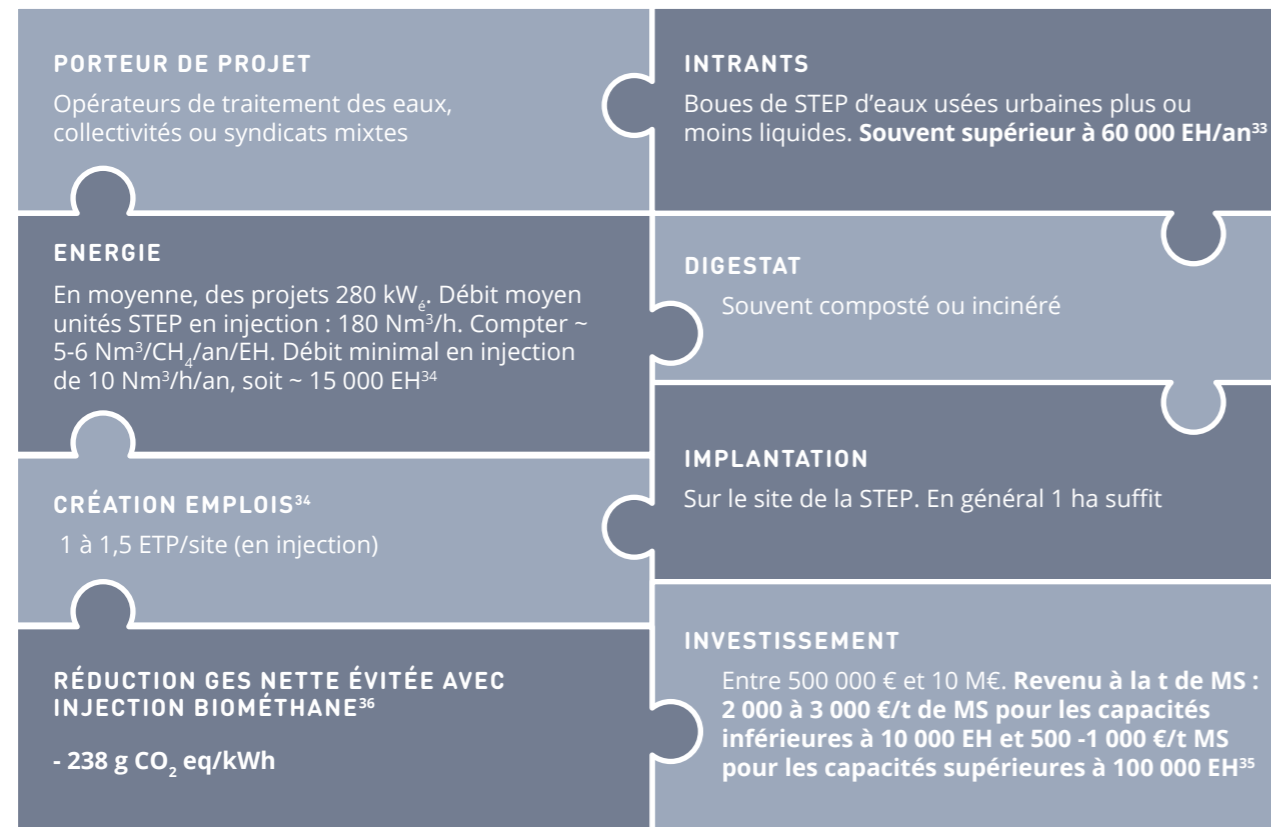 PORTEUR DE PROJET
Opérateurs de traitement des eaux,
collectivités ou syndicats mixtes
INTRANTS
Boues de STEP d'eaux usées urbaines plus ou
moins liquides. Souvent supérieur à 60 000 EH/an³³
ENERGIE
En moyenne, des projets 280 kWé. Débit moyen
unités STEP en injection : 180 Nm³/h. Compter ~
5-6 Nm³/CH₄/an/EH. Débit minimal en injection
de 10 Nm³/h/an, soit ~ 15 000 EH³⁴
DIGESTAT
Souvent composté ou incinéré
CRÉATION EMPLOIS³⁴
1 à 1,5 ETP/site (en injection)
IMPLANTATION
Sur le site de la STEP. En général 1 ha suffit
RÉDUCTION GES NETTE ÉVITÉE AVEC
INJECTION BIOMÉTHANE³⁶
- 238 g CO₂ eq/kWh
INVESTISSEMENT
Entre 500 000 € et 10 M€. Revenu à la t de MS :
2 000 à 3 000 €/t de MS pour les capacités
inférieures à 10 000 EH et 500 -1 000 €/t MS
pour les capacités supérieures à 100 000 EH³⁵